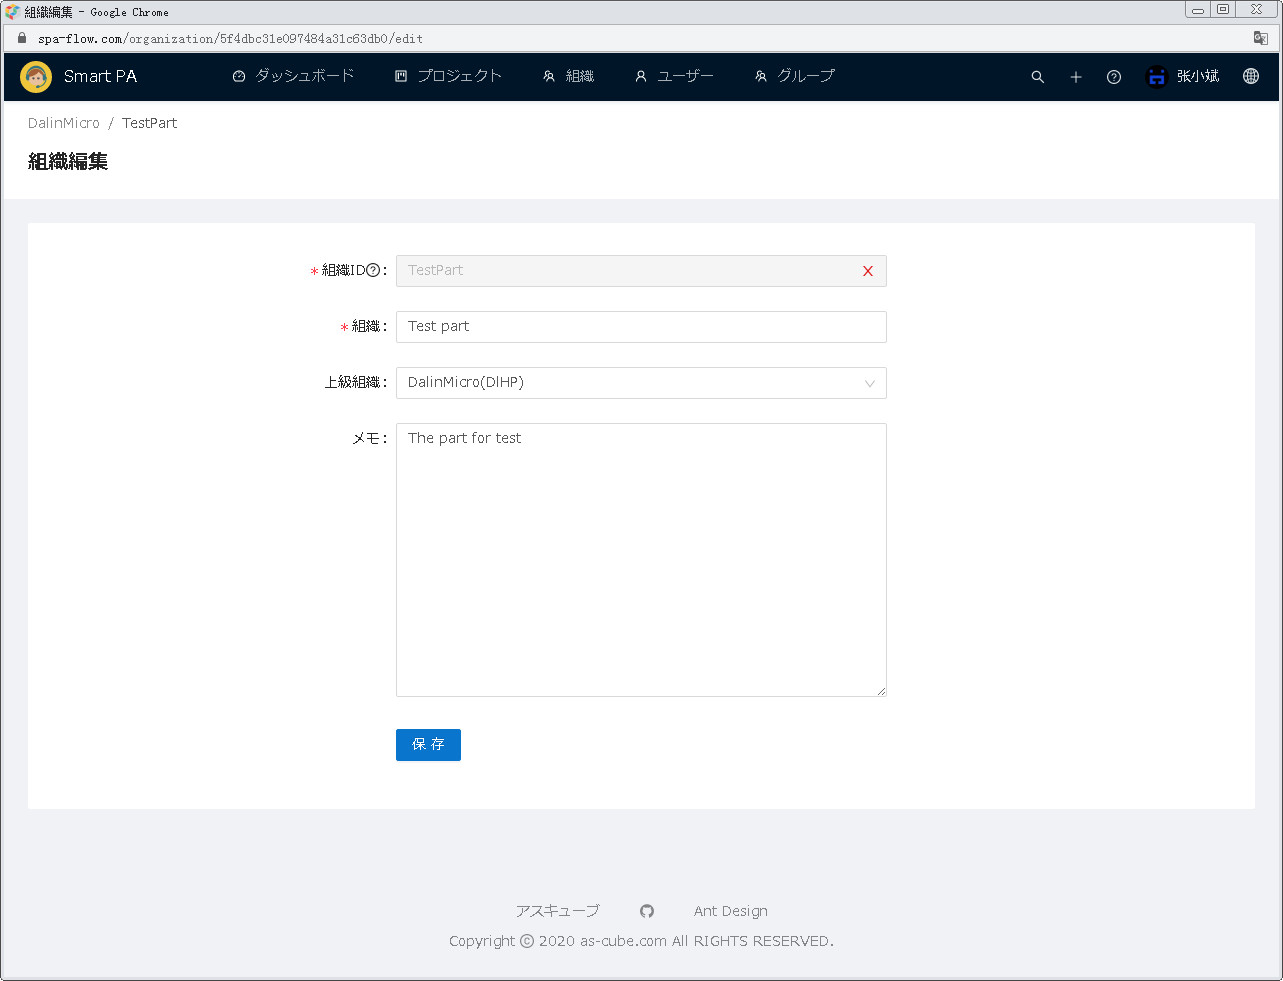 組織編集 - Google Chrome
spa-flow.com/organization/5f4dbc31e097484a31c63db0/edit
Smart PA ダッシュボード プロジェクト 組織 ユーザー グループ 张小斌
DalinMicro / TestPart
組織編集
* 組織ID? : TestPart X
* 組織 : Test part
上級組織 : DalinMicro(DlHP)
メモ : The part for test
保 存
アスキューブ Ant Design
Copyright © 2020 as-cube.com All RIGHTS RESERVED.